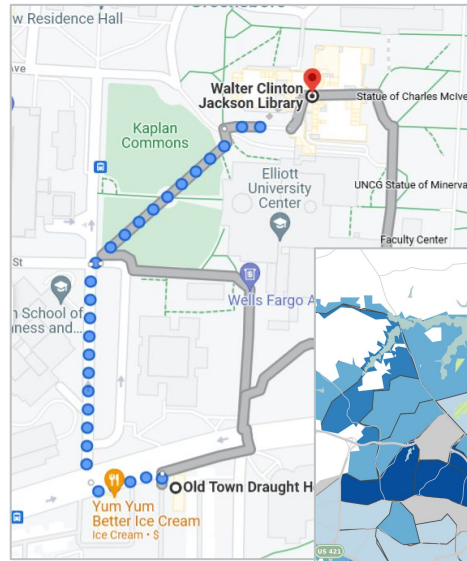 w Residence Hall
Ave
Walter Clinton
Jackson Library
Statue of Charles McIve
Kaplan
Commons
Elliott
University
Center
UNCG Statue of Minerva
Faculty Center
St
Wells Fargo A
n School of
iness and...
Old Town Draught H
Yum Yum
Better Ice Cream
Ice Cream • $
US 421